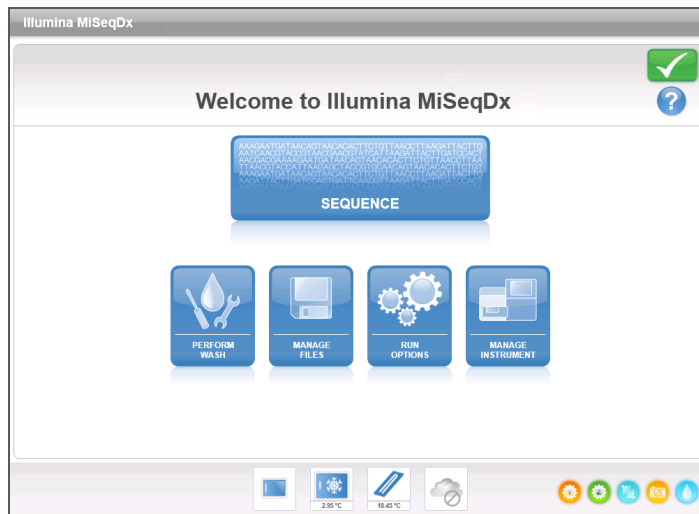 Illumina MiSeqDx
Welcome to Illumina MiSeqDx
?
SEQUENCE
PERFORM
WASH
MANAGE
FILES
RUN
OPTIONS
MANAGE
INSTRUMENT
2.95 °C
18.45 °C